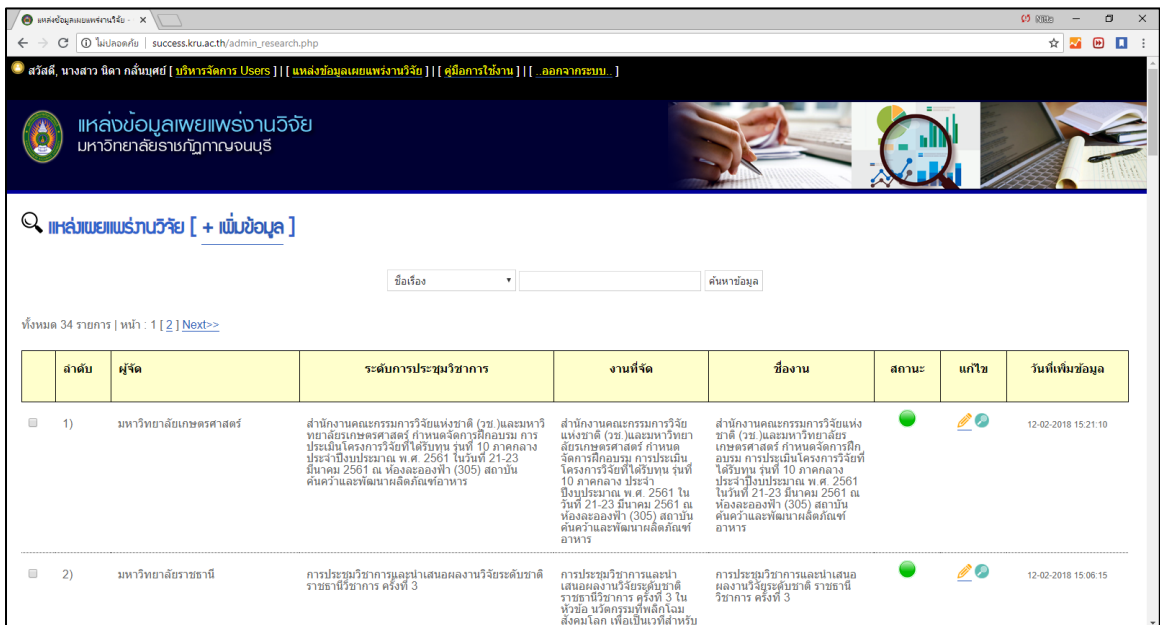 แหล่งข้อมูลเผยแพร่งานวิจัย -
Nitta
ไม่ปลอดภัย | success.kru.ac.th/admin_research.php
สวัสดี, นางสาว นิดา กลั่นบุศย์ [ บริหารจัดการ Users ] | [ แหล่งข้อมูลเผยแพร่งานวิจัย ] | [ คู่มือการใช้งาน ] | [ ..ออกจากระบบ.. ]
แหล่งข้อมูลเผยแพร่งานวิจัย
มหาวิทยาลัยราชภัฏกาญจนบุรี
แหล่งเผยแพร่งานวิจัย [ + เพิ่มข้อมูล ]
ชื่อเรื่อง
ค้นหาข้อมูล
ทั้งหมด 34 รายการ | หน้า : 1 [ 2 ] Next>>
ลำดับ ผู้จัด ระดับการประชุมวิชาการ งานที่จัด ชื่องาน สถานะ แก้ไข วันที่เพิ่มข้อมูล
1) มหาวิทยาลัยเกษตรศาสตร์
สำนักงานคณะกรรมการวิจัยแห่งชาติ (วช.)และมหาวิ
ทยาลัยรเกษตรศาสตร์ กำหนดจัดการฝึกอบรม การ
ประเมินโครงการวิจัยที่ได้รับทุน รุ่นที่ 10 ภาคกลาง
ประจำปีงบประมาณ พ.ศ. 2561 ในวันที่ 21-23
มีนาคม 2561 ณ ห้องละอองฟ้า (305) สถาบัน
ค้นคว้าและพัฒนาผลิตภัณฑ์อาหาร
สำนักงานคณะกรรมการวิจัย
แห่งชาติ (วช.)และมหาวิทยา
ลัยรเกษตรศาสตร์ กำหนด
จัดการฝึกอบรม การประเมิน
โครงการวิจัยที่ได้รับทุน รุ่นที่
10 ภาคกลาง ประจำ
ปีงบประมาณ พ.ศ. 2561 ใน
วันที่ 21-23 มีนาคม 2561 ณ
ห้องละอองฟ้า (305) สถาบัน
ค้นคว้าและพัฒนาผลิตภัณฑ์
อาหาร
สำนักงานคณะกรรมการวิจัยแห่ง
ชาติ (วช.)และมหาวิทยาลัยร
เกษตรศาสตร์ กำหนดจัดการฝึก
อบรม การประเมินโครงการวิจัยที่
ได้รับทุน รุ่นที่ 10 ภาคกลาง
ประจำปีงบประมาณ พ.ศ. 2561
ในวันที่ 21-23 มีนาคม 2561 ณ
ห้องละอองฟ้า (305) สถาบัน
ค้นคว้าและพัฒนาผลิตภัณฑ์
อาหาร
12-02-2018 15:21:10
2) มหาวิทยาลัยราชธานี
การประชุมวิชาการและนำเสนอผลงานวิจัยระดับชาติ
ราชธานีวิชาการ ครั้งที่ 3
การประชุมวิชาการและนำ
เสนอผลงานวิจัยระดับชาติ
ราชธานีวิชาการ ครั้งที่ 3 ใน
หัวข้อ นวัตกรรมที่พลิกโฉม
สังคมโลก เพื่อเป็นเวทีสำหรับ
การประชุมวิชาการและนำเสนอ
ผลงานวิจัยระดับชาติ ราชธานี
วิชาการ ครั้งที่ 3
12-02-2018 15:06:15